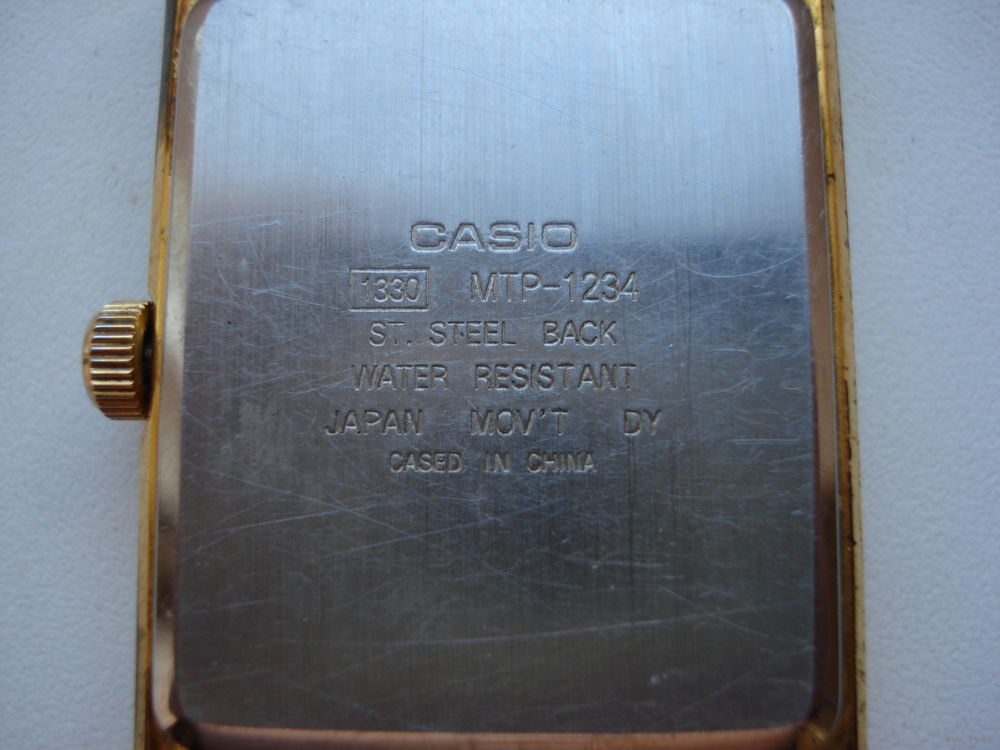 CASIO
1330 MTP-1234
ST. STEEL BACK
WATER RESISTANT
JAPAN MOV'T DY
CASED IN CHINA